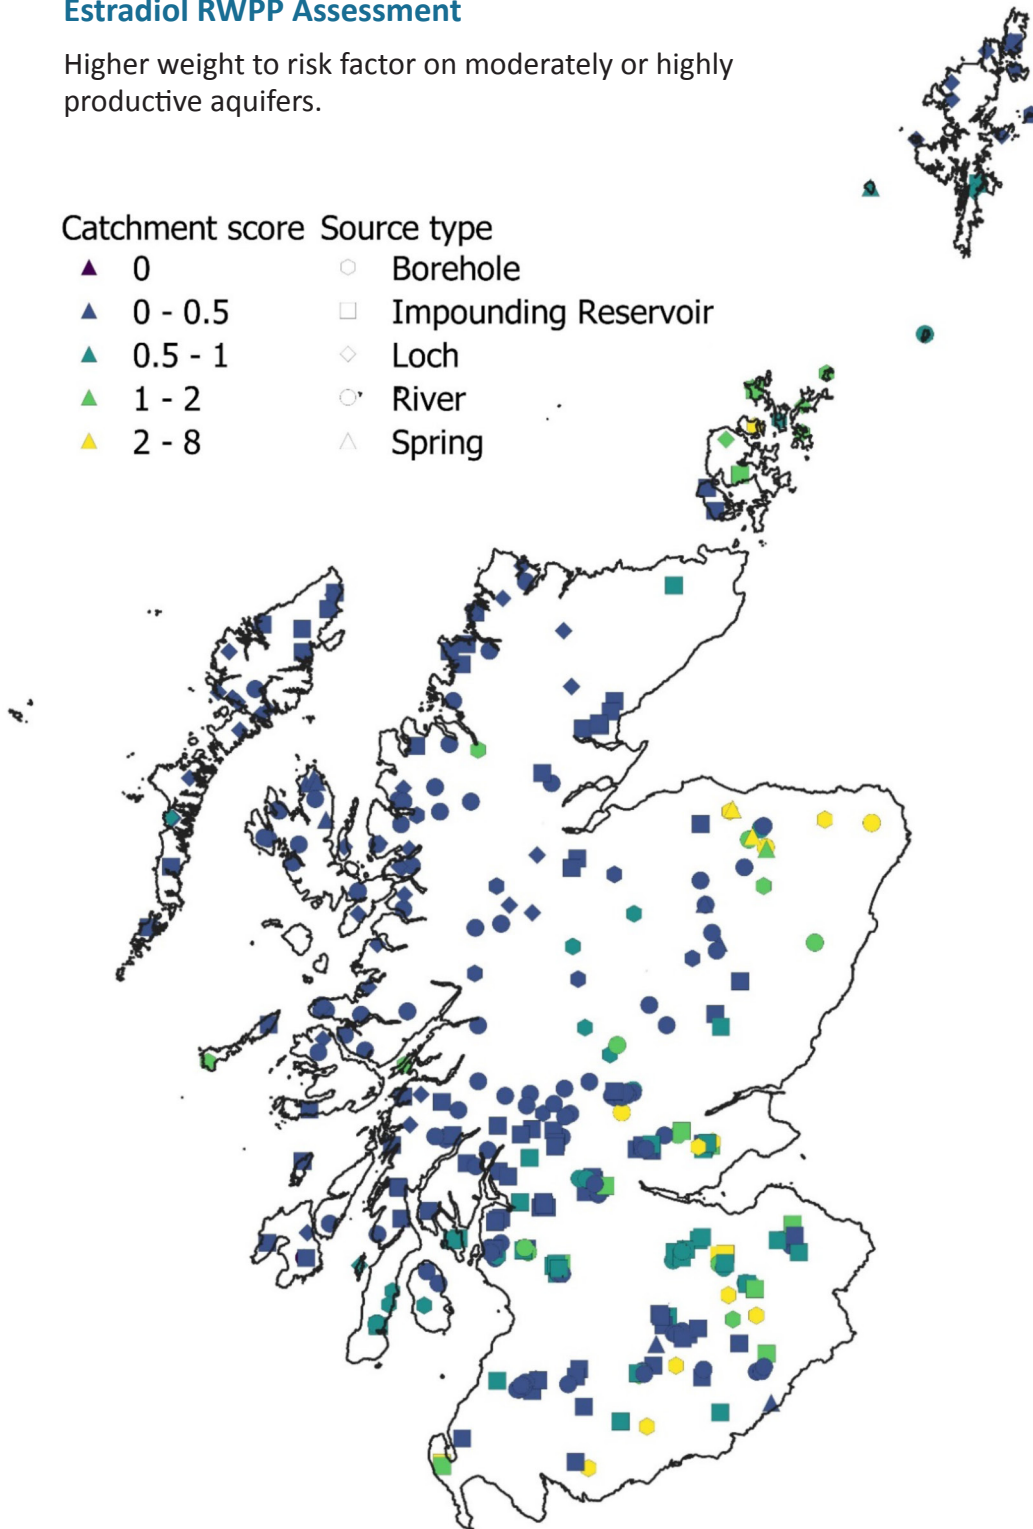 Estradiol RWPP Assessment
Higher weight to risk factor on moderately or highly
productive aquifers.
Catchment score Source type
0 Borehole
0 - 0.5 Impounding Reservoir
0.5 - 1 Loch
1 - 2 River
2 - 8 Spring